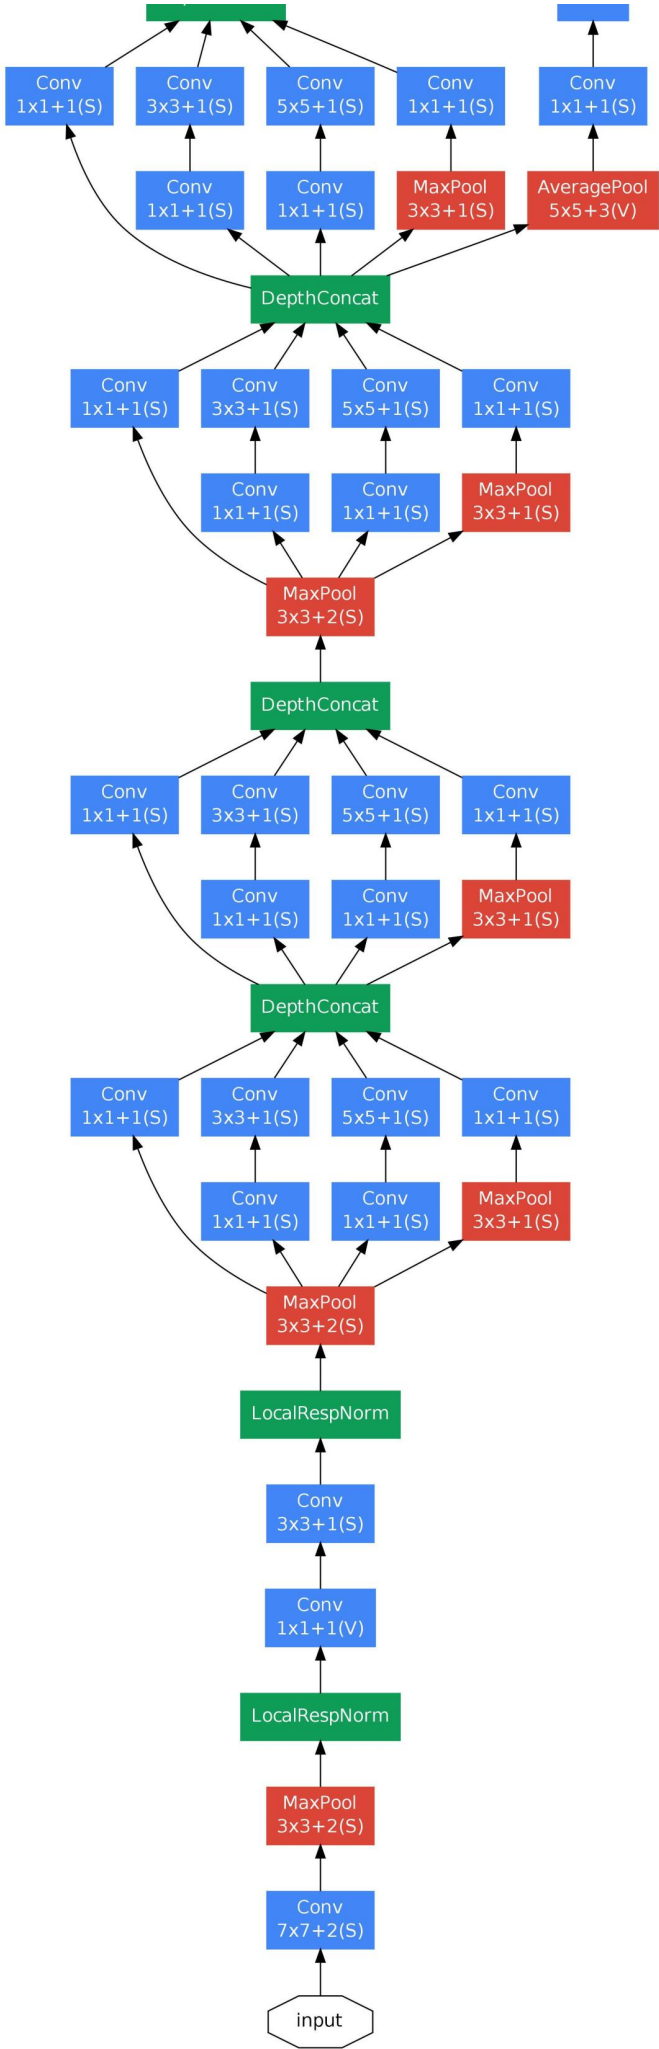 Conv
1x1+1(S)
Conv
3x3+1(S)
Conv
5x5+1(S)
Conv
1x1+1(S)
Conv
1x1+1(S)
Conv
1x1+1(S)
Conv
1x1+1(S)
MaxPool
3x3+1(S)
AveragePool
5x5+3(V)
DepthConcat
Conv
1x1+1(S)
Conv
3x3+1(S)
Conv
5x5+1(S)
Conv
1x1+1(S)
Conv
1x1+1(S)
Conv
1x1+1(S)
MaxPool
3x3+1(S)
MaxPool
3x3+2(S)
DepthConcat
Conv
1x1+1(S)
Conv
3x3+1(S)
Conv
5x5+1(S)
Conv
1x1+1(S)
Conv
1x1+1(S)
Conv
1x1+1(S)
MaxPool
3x3+1(S)
DepthConcat
Conv
1x1+1(S)
Conv
3x3+1(S)
Conv
5x5+1(S)
Conv
1x1+1(S)
Conv
1x1+1(S)
Conv
1x1+1(S)
MaxPool
3x3+1(S)
MaxPool
3x3+2(S)
LocalRespNorm
Conv
3x3+1(S)
Conv
1x1+1(V)
LocalRespNorm
MaxPool
3x3+2(S)
Conv
7x7+2(S)
input